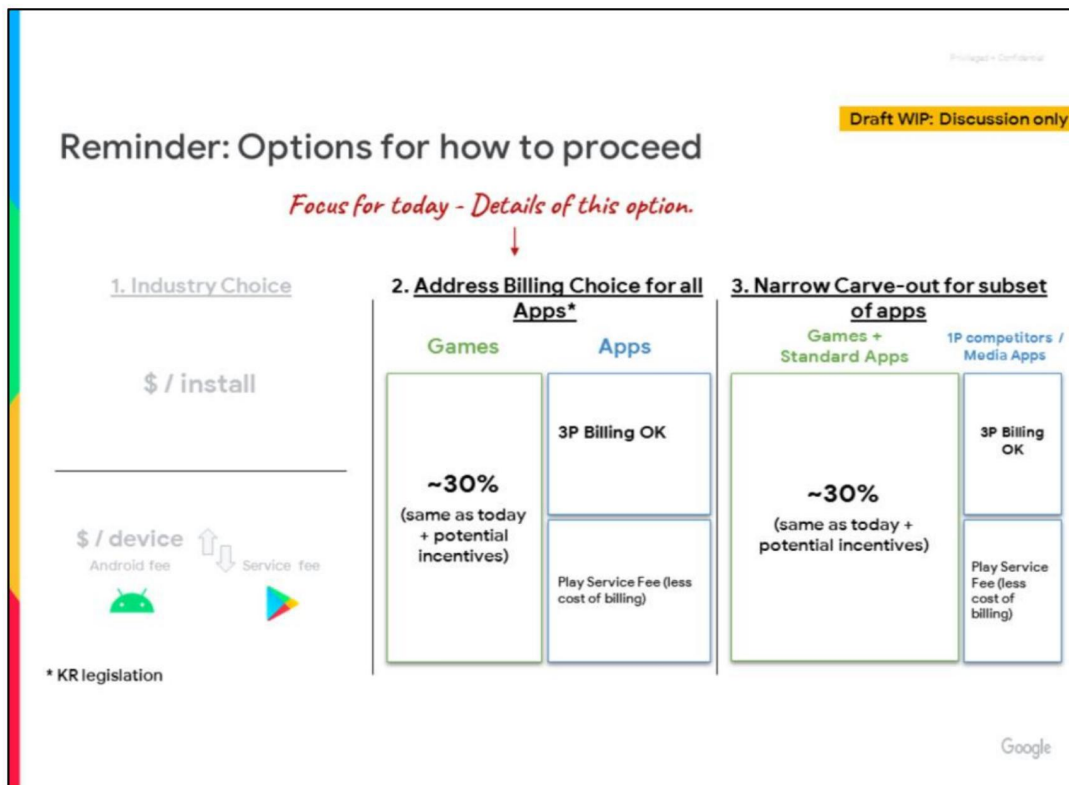 Privileged + Confidential
Draft WIP: Discussion only
Reminder: Options for how to proceed
Focus for today - Details of this option.
1. Industry Choice
$ / install
$ / device
Android fee
Service fee
* KR legislation
2. Address Billing Choice for all
Apps*
Games
Apps
~30%
(same as today
+ potential
incentives)
3P Billing OK
Play Service Fee (less
cost of billing)
3. Narrow Carve-out for subset
of apps
Games +
Standard Apps
1P competitors /
Media Apps
~30%
(same as today +
potential incentives)
3P Billing
OK
Play Service
Fee (less
cost of
billing)
Google